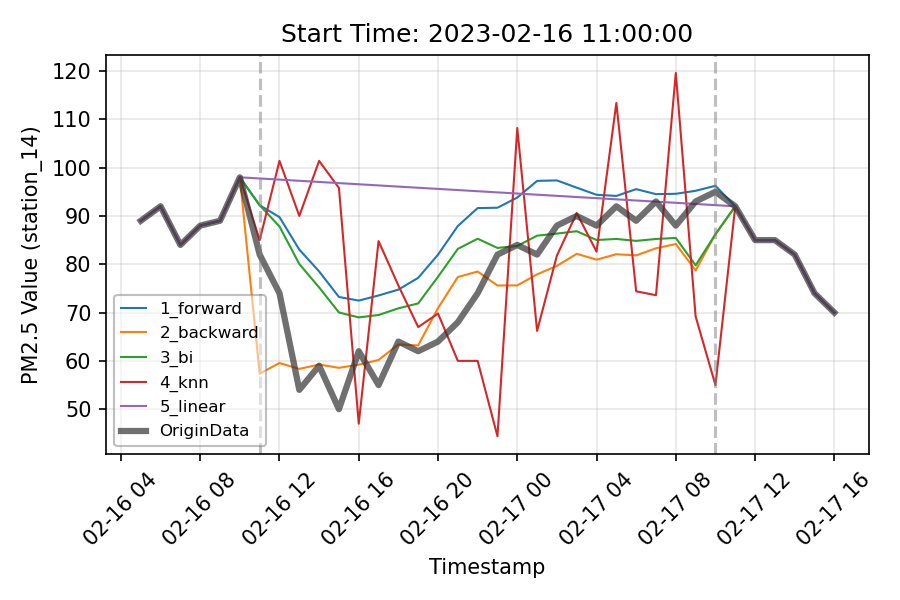 Start Time: 2023-02-16 11:00:00
PM2.5 Value (station_14)
120
110
100
90
80
70
60
50
1_forward
2_backward
3_bi
4_knn
5_linear
OriginData
02-16 04
02-16 08
02-16 12
02-16 16
02-16 20
02-17 00
02-17 04
02-17 08
02-17 12
02-17 16
Timestamp